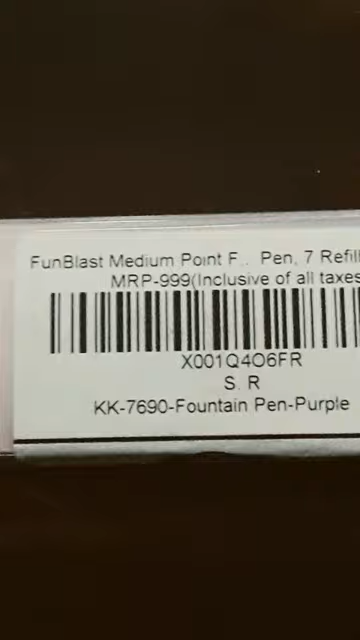 FunBlast Medium Point F... Pen, 7 Refill
MRP-999(Inclusive of all taxes
X001Q4O6FR
S. R
KK-7690-Fountain Pen-Purple